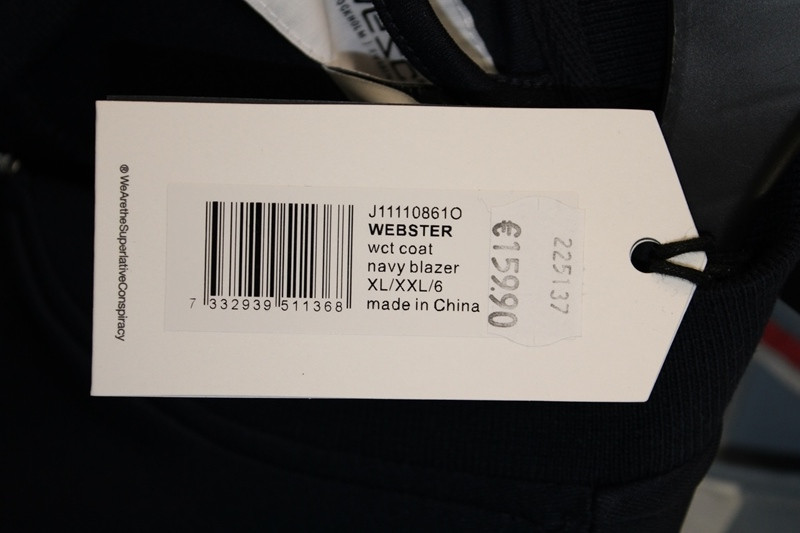 STOCKHOLM
® WeAretheSuperlativeConspiracy
J11110861O
WEBSTER
wct coat
navy blazer
XL/XXL/6
made in China
7 332939 511368
€159.90
225137